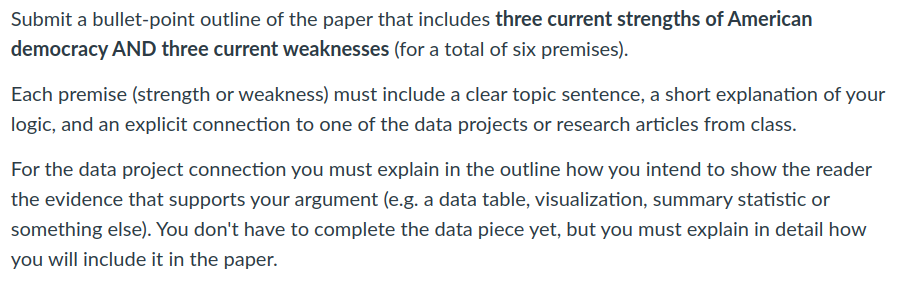 Submit a bullet-point outline of the paper that includes three current strengths of American
democracy AND three current weaknesses (for a total of six premises).
Each premise (strength or weakness) must include a clear topic sentence, a short explanation of your
logic, and an explicit connection to one of the data projects or research articles from class.
For the data project connection you must explain in the outline how you intend to show the reader
the evidence that supports your argument (e.g. a data table, visualization, summary statistic or
something else). You don't have to complete the data piece yet, but you must explain in detail how
you will include it in the paper.